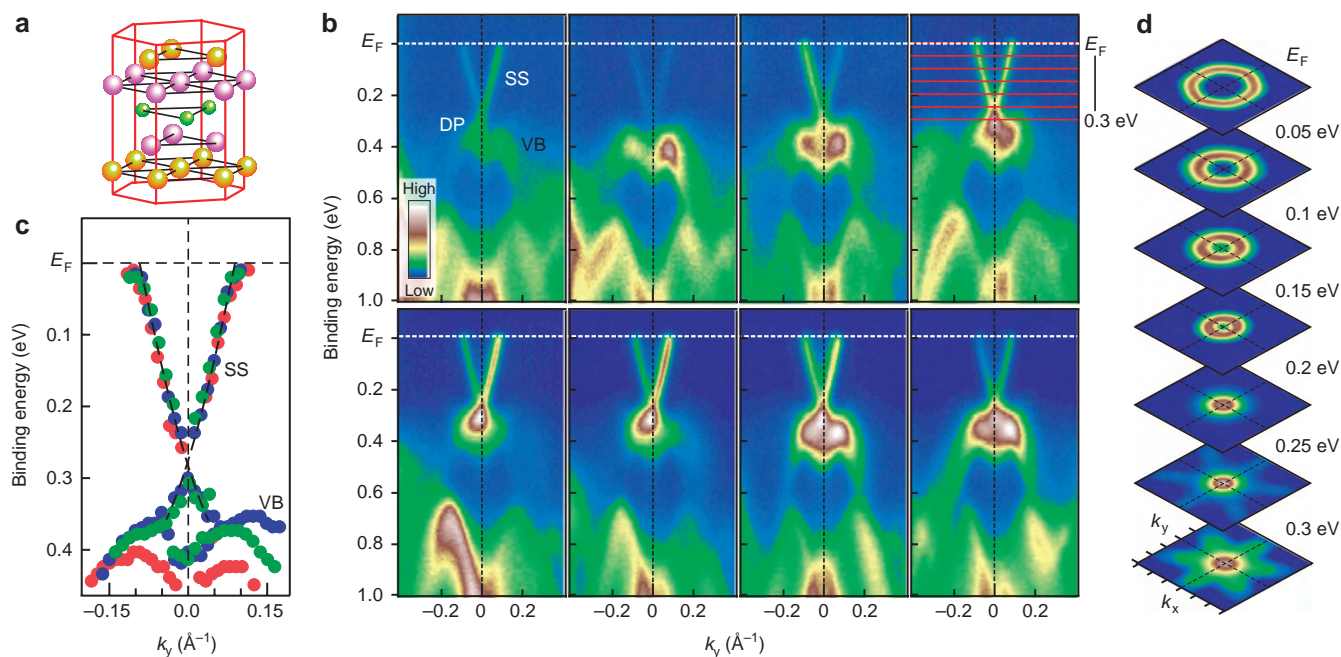 a
b
E_F
SS
DP
VB
High
Low
0.2
0.4
0.6
0.8
1.0
Binding energy (eV)
E_F
0.3 eV
E_F
0.2
0.4
0.6
0.8
1.0
Binding energy (eV)
–0.2 0 0.2
–0.2 0 0.2
–0.2 0 0.2
–0.2 0 0.2
k_y (Å⁻¹)
c
E_F
0.1
0.2
0.3
0.4
Binding energy (eV)
SS
VB
–0.15 0.0 0.15
k_y (Å⁻¹)
d
E_F
0.05 eV
0.1 eV
0.15 eV
0.2 eV
0.25 eV
0.3 eV
k_y
k_x